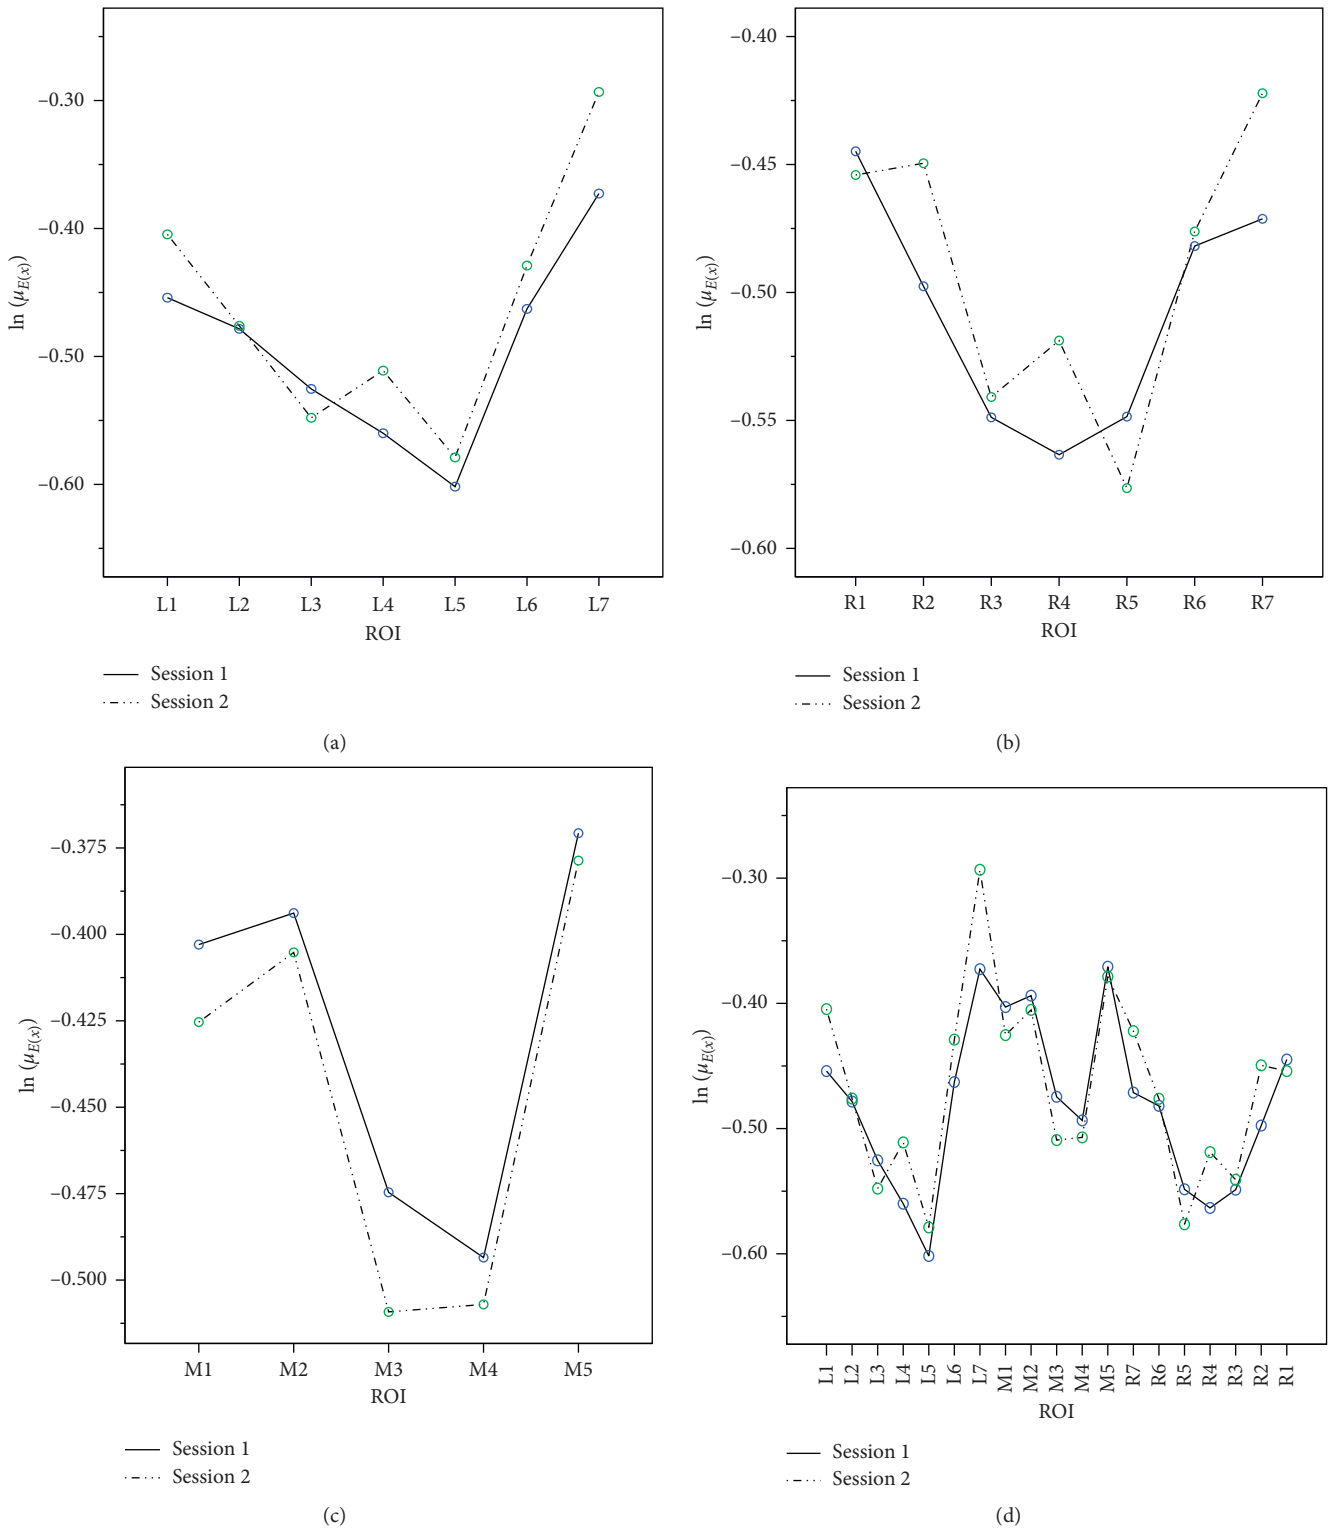 −0.30
−0.40
−0.50
−0.60
ln (μE(x))
L1 L2 L3 L4 L5 L6 L7
ROI
Session 1
Session 2
(a)
−0.40
−0.45
−0.50
−0.55
−0.60
ln (μE(x))
R1 R2 R3 R4 R5 R6 R7
ROI
Session 1
Session 2
(b)
−0.375
−0.400
−0.425
−0.450
−0.475
−0.500
ln (μE(x))
M1 M2 M3 M4 M5
ROI
Session 1
Session 2
(c)
−0.30
−0.40
−0.50
−0.60
ln (μE(x))
L1 L2 L3 L4 L5 L6 L7 M1 M2 M3 M4 M5 R7 R6 R5 R4 R3 R2 R1
ROI
Session 1
Session 2
(d)